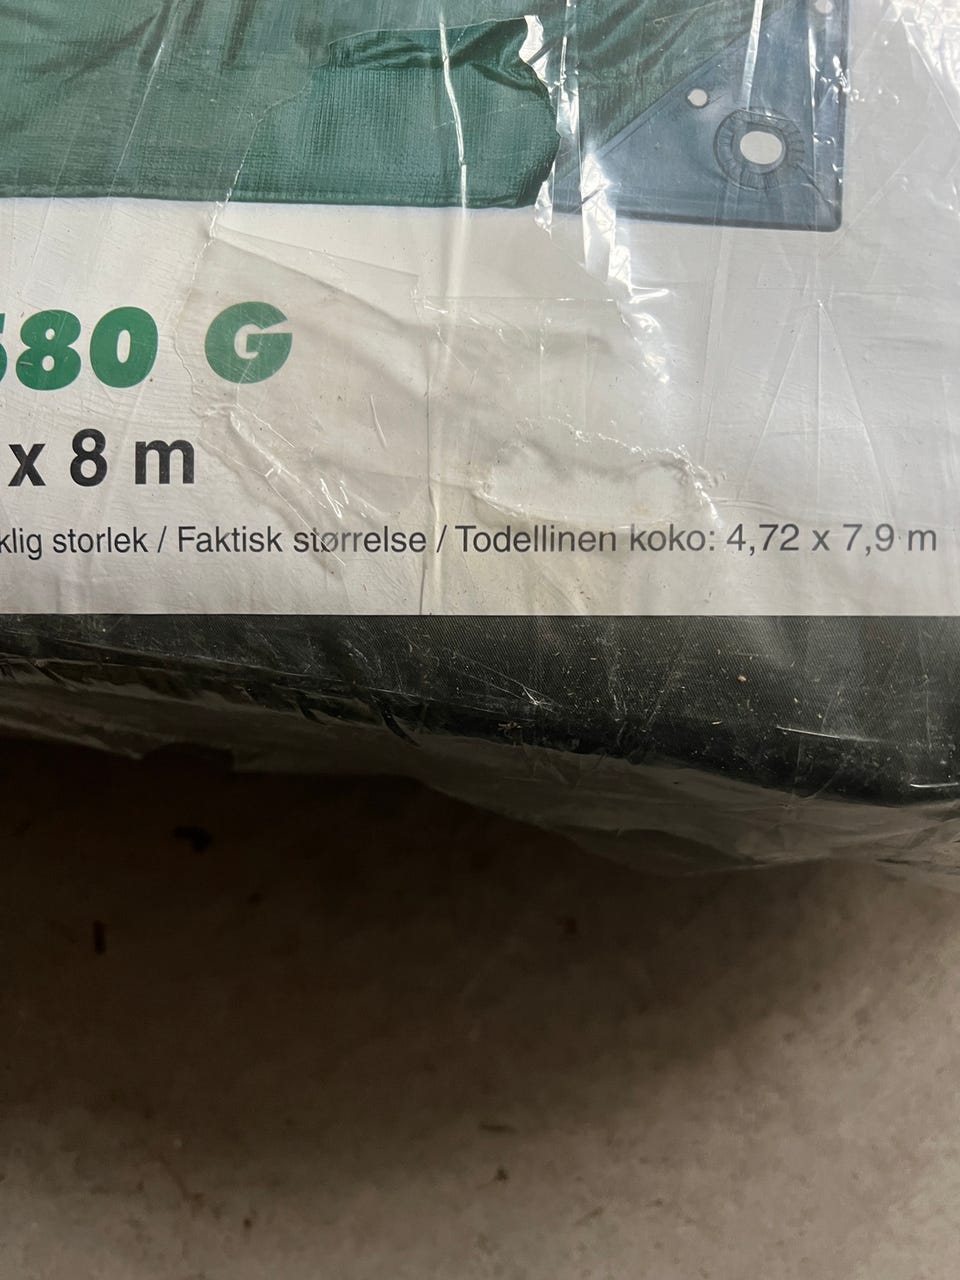 80 G
x 8 m
klig storlek / Faktisk størrelse / Todellinen koko: 4,72 x 7,9 m